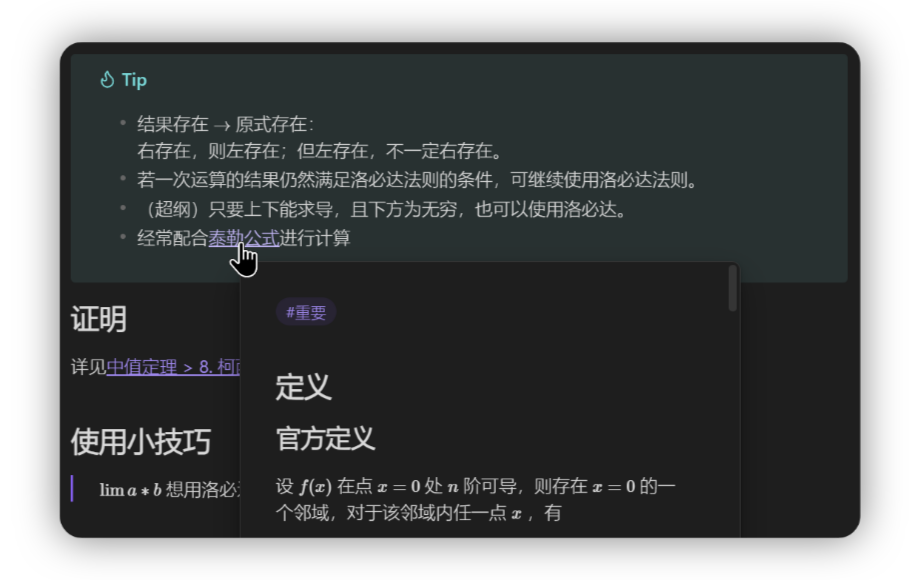 Tip
结果存在 → 原式存在：
右存在，则左存在；但左存在，不一定右存在。
若一次运算的结果仍然满足洛必达法则的条件，可继续使用洛必达法则。
（超纲）只要上下能求导，且下方为无穷，也可以使用洛必达。
经常配合泰勒公式进行计算
证明
详见中值定理 > 8. 柯
使用小技巧
lim a ∗ b 想用洛必
#重要
定义
官方定义
设 f(x) 在点 x = 0 处 n 阶可导，则存在 x = 0 的一
个邻域，对于该邻域内任一点 x ，有